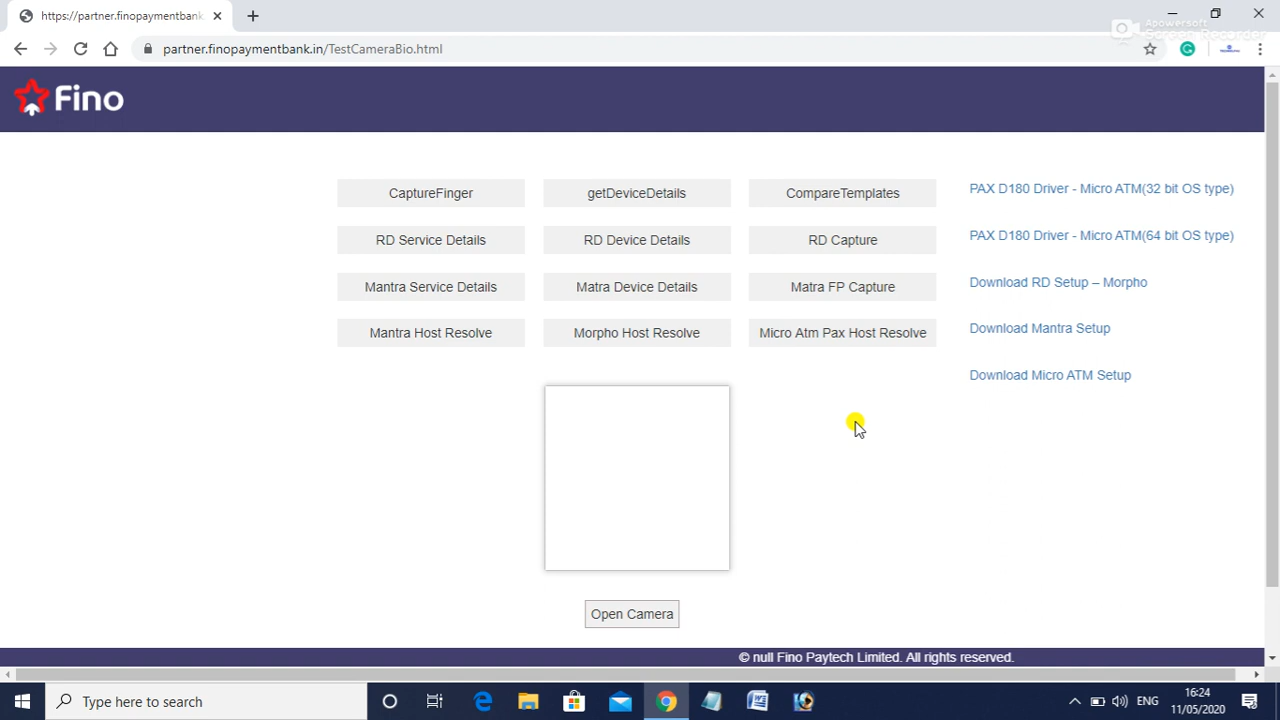 https://partner.finopaymentbank.
Apowersoft
Screen Recorder
partner.finopaymentbank.in/TestCameraBio.html
Fino
CaptureFinger getDeviceDetails CompareTemplates PAX D180 Driver - Micro ATM(32 bit OS type)
RD Service Details RD Device Details RD Capture PAX D180 Driver - Micro ATM(64 bit OS type)
Mantra Service Details Matra Device Details Matra FP Capture Download RD Setup – Morpho
Mantra Host Resolve Morpho Host Resolve Micro Atm Pax Host Resolve Download Mantra Setup
Download Micro ATM Setup
Open Camera
© null Fino Paytech Limited. All rights reserved.
Type here to search ENG 16:24
11/05/2020